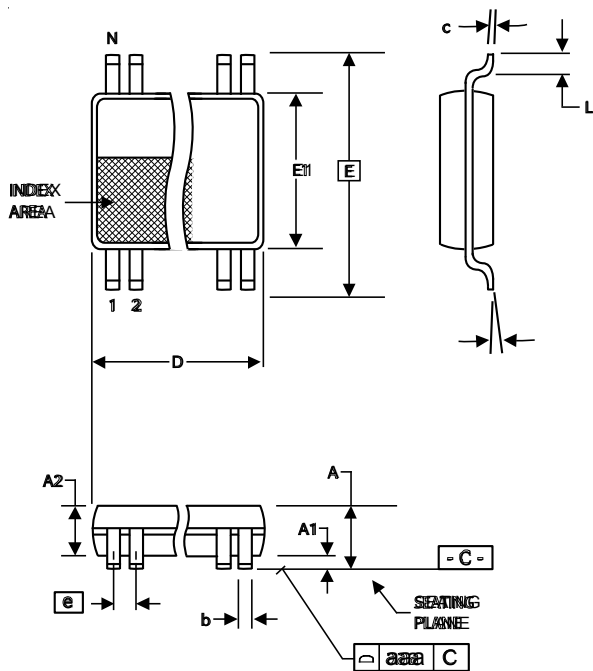 N
c
L
E1
E
INDEX
AREA
1 2
D
A2
A
A1
- C -
e
b
SEATING
PLANE
⌓ aaa C